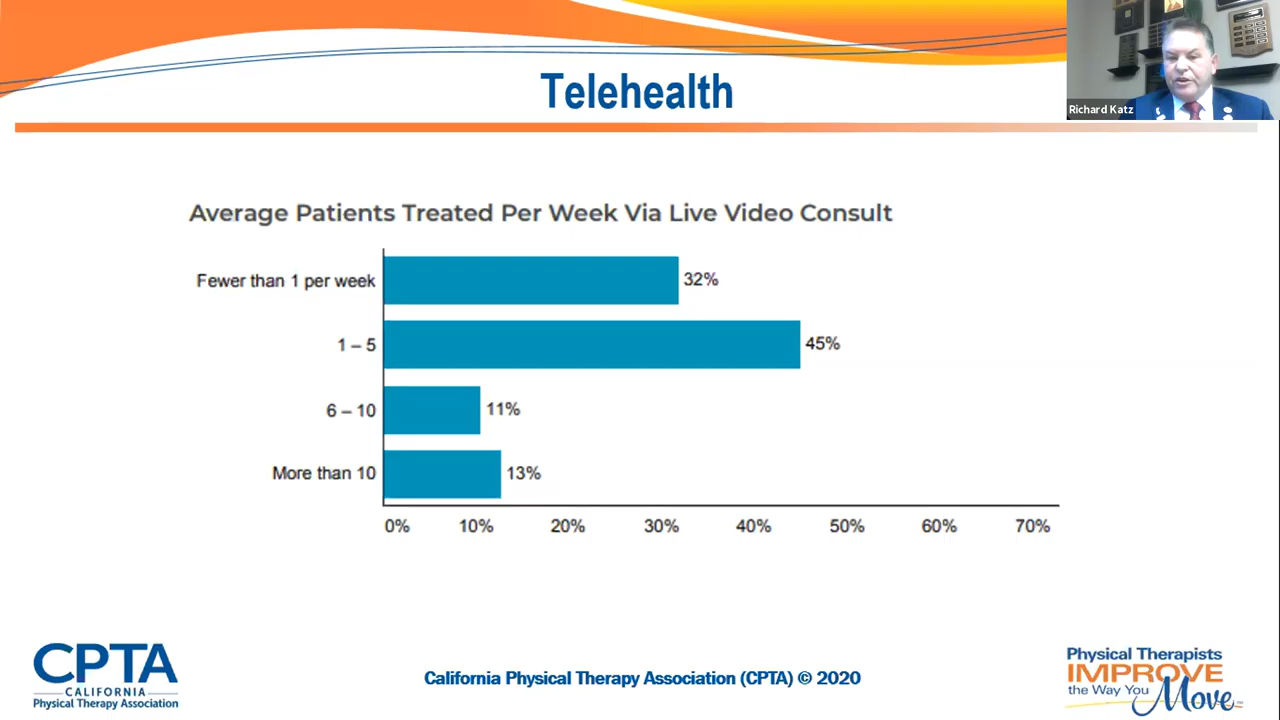 Telehealth
Richard Katz
Average Patients Treated Per Week Via Live Video Consult
Fewer than 1 per week
32%
1 – 5
45%
6 – 10
11%
More than 10
13%
0% 10% 20% 30% 40% 50% 60% 70%
CPTA
CALIFORNIA
Physical Therapy Association
California Physical Therapy Association (CPTA) © 2020
Physical Therapists
IMPROVE
the Way You
Move